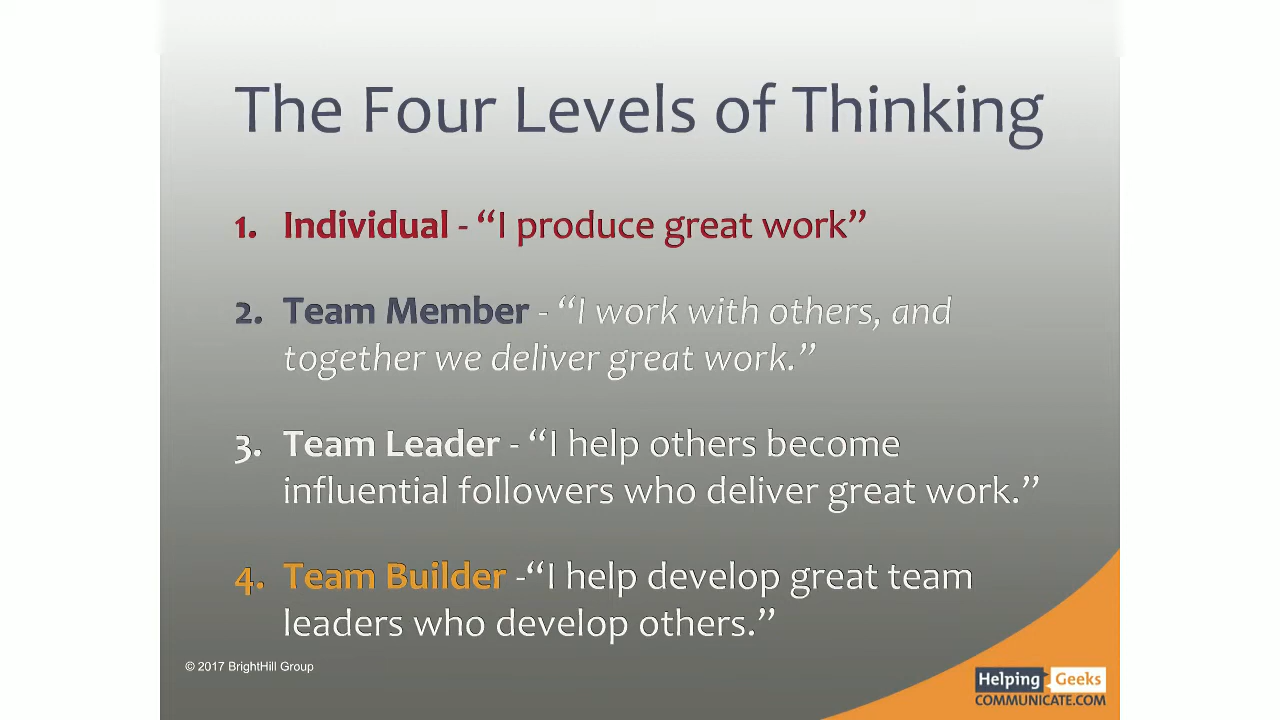 The Four Levels of Thinking
1. Individual - “I produce great work”
2. Team Member - “I work with others, and
together we deliver great work.”
3. Team Leader - “I help others become
influential followers who deliver great work.”
4. Team Builder -“I help develop great team
leaders who develop others.”
© 2017 BrightHill Group
Helping Geeks
COMMUNICATE.COM